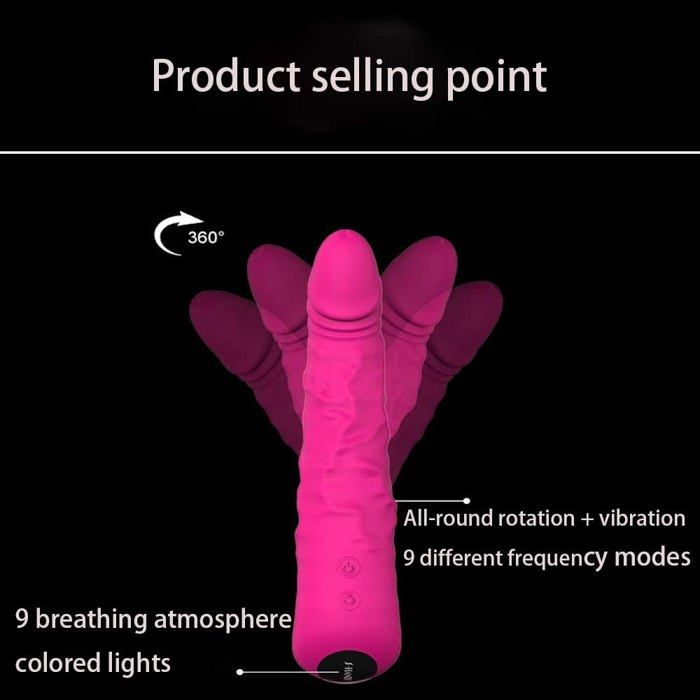 Product selling point
360°
All-round rotation + vibration
9 different frequency modes
9 breathing atmosphere
colored lights